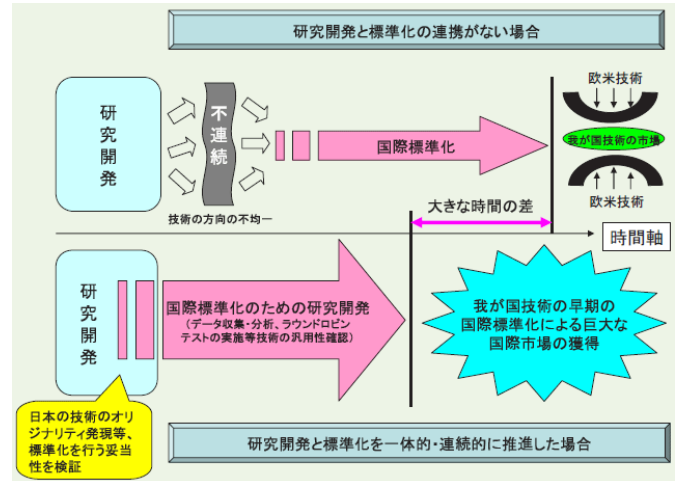 研究開発と標準化の連携がない場合
研究開発
不連続
国際標準化
欧米技術
我が国技術の市場
欧米技術
技術の方向の不均一
大きな時間の差
時間軸
研究開発
国際標準化のための研究開発
(データ収集・分析、ラウンドロビン
テストの実施等技術の汎用性確認)
我が国技術の早期の
国際標準化による巨大な
国際市場の獲得
日本の技術のオリ
ジナリティ発現等、
標準化を行う妥当
性を検証
研究開発と標準化を一体的・連続的に推進した場合